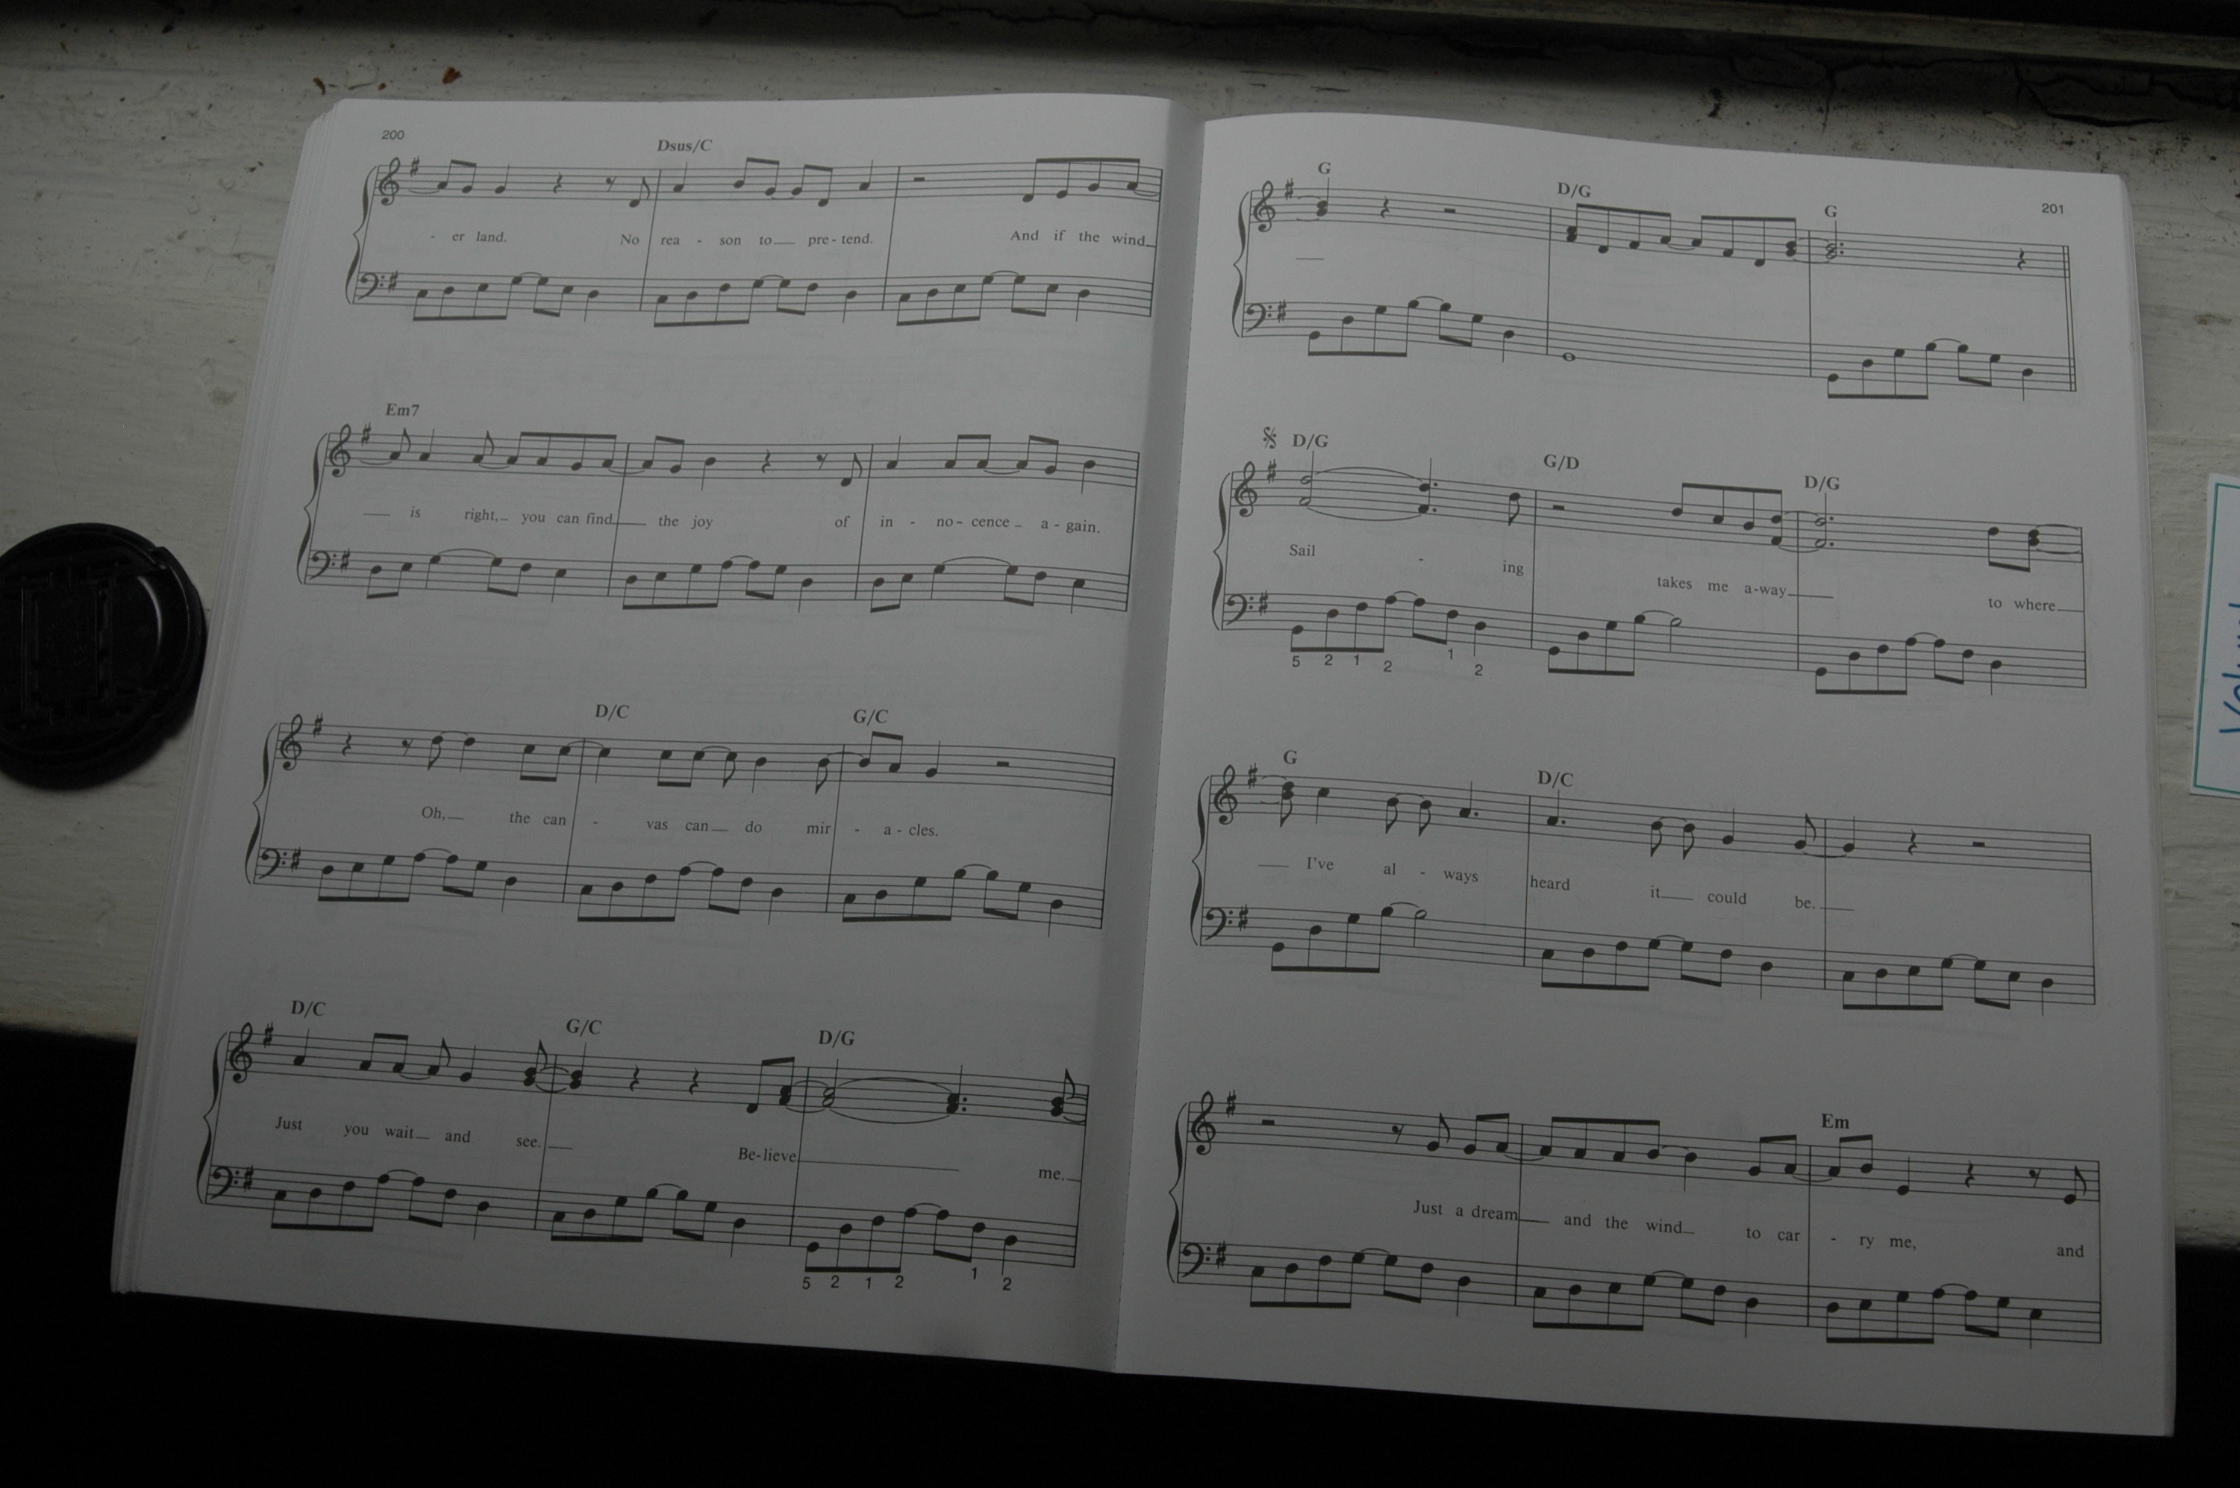 200
Dsus/C
- er land. No rea - son to pre - tend. And if the wind
Em7
is right, you can find the joy of in - no - cence a - gain.
D/C G/C
Oh, the can - vas can do mir - a - cles.
D/C G/C D/G
Just you wait and see. Be - lieve me.
5 2 1 2 1 2
201
G D/G G
D/G G/D D/G
Sail - ing takes me a - way to where
5 2 1 2 1 2
G D/C
I've al - ways heard it could be.
Em
Just a dream and the wind to car - ry me, and